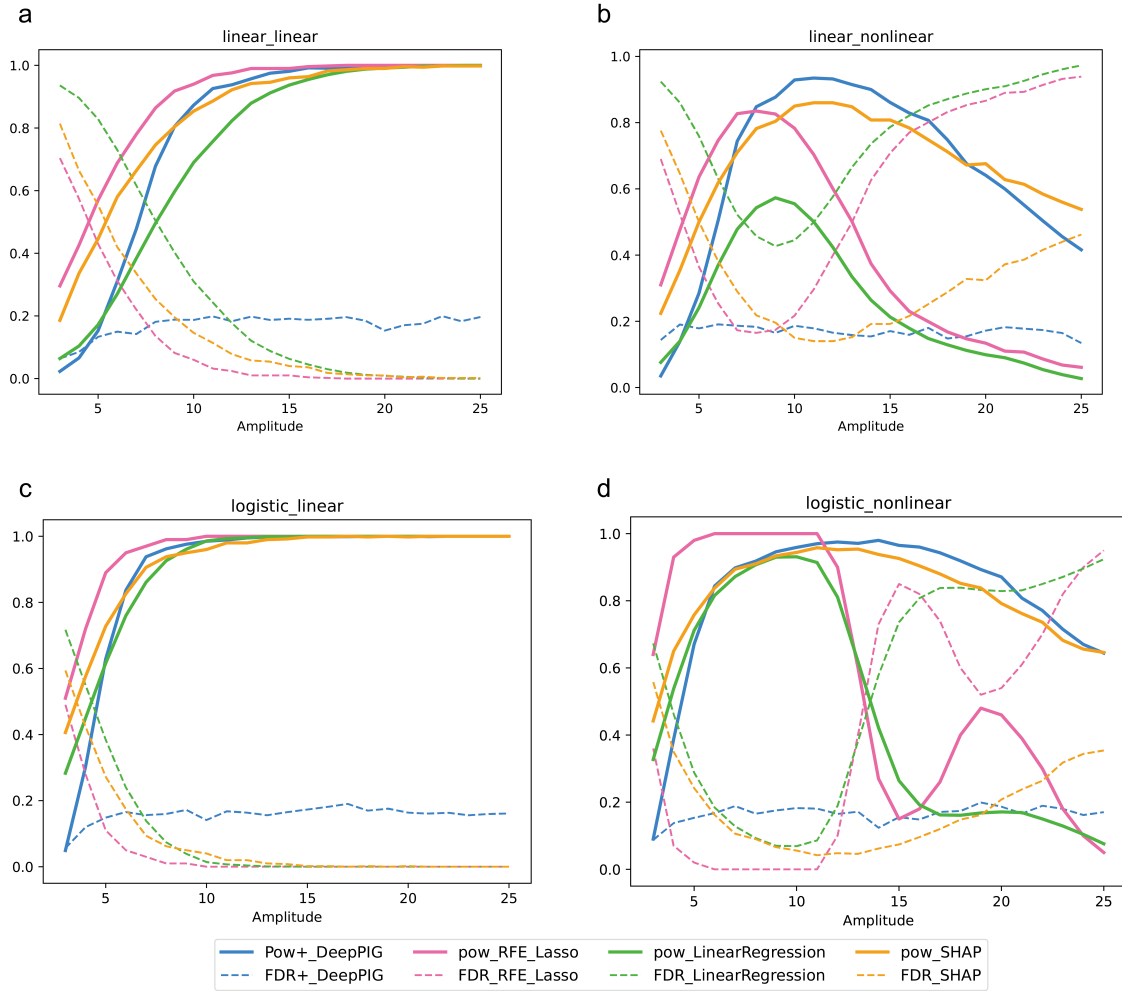 a
linear_linear
1.0
0.8
0.6
0.4
0.2
0.0
5 10 15 20 25
Amplitude
b
linear_nonlinear
1.0
0.8
0.6
0.4
0.2
0.0
5 10 15 20 25
Amplitude
c
logistic_linear
1.0
0.8
0.6
0.4
0.2
0.0
5 10 15 20 25
Amplitude
d
logistic_nonlinear
1.0
0.8
0.6
0.4
0.2
0.0
5 10 15 20 25
Amplitude
Pow+_DeepPIG pow_RFE_Lasso pow_LinearRegression pow_SHAP
FDR+_DeepPIG FDR_RFE_Lasso FDR_LinearRegression FDR_SHAP